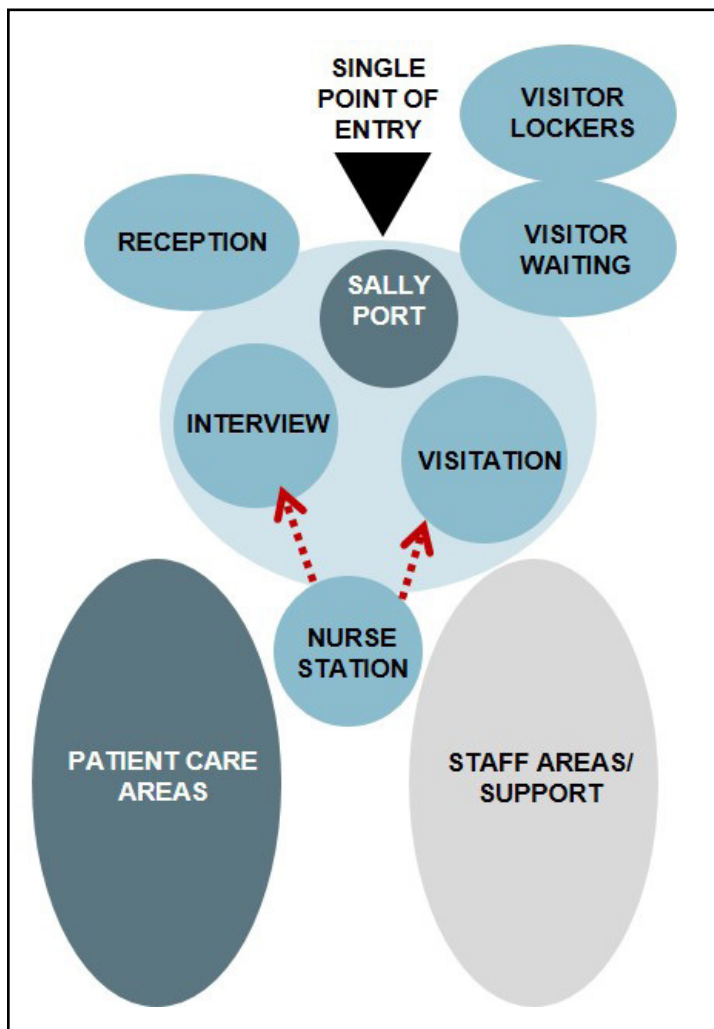 SINGLE
POINT OF
ENTRY
VISITOR
LOCKERS
RECEPTION
VISITOR
WAITING
SALLY
PORT
INTERVIEW
VISITATION
NURSE
STATION
PATIENT CARE
AREAS
STAFF AREAS/
SUPPORT